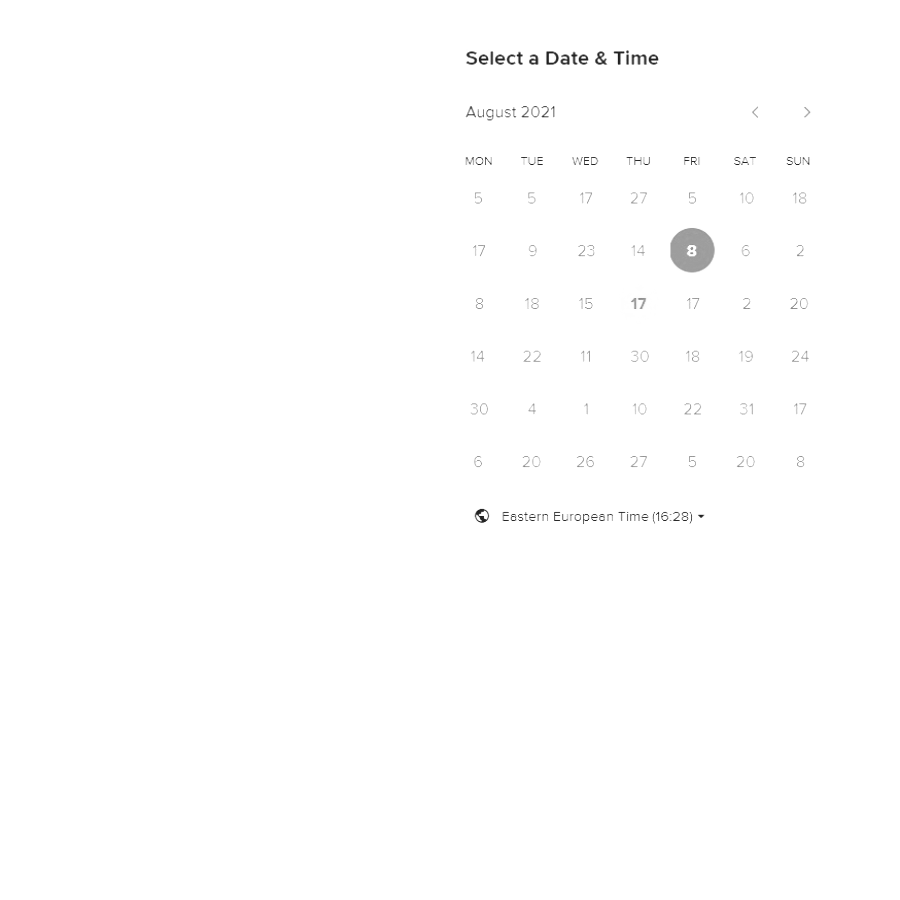 Select a Date & Time
August 2021
MON TUE WED THU FRI SAT SUN
5 5 17 27 5 10 18
17 9 23 14 8 6 2
8 18 15 17 17 2 20
14 22 11 30 18 19 24
30 4 1 10 22 31 17
6 20 26 27 5 20 8
Eastern European Time (16:28)